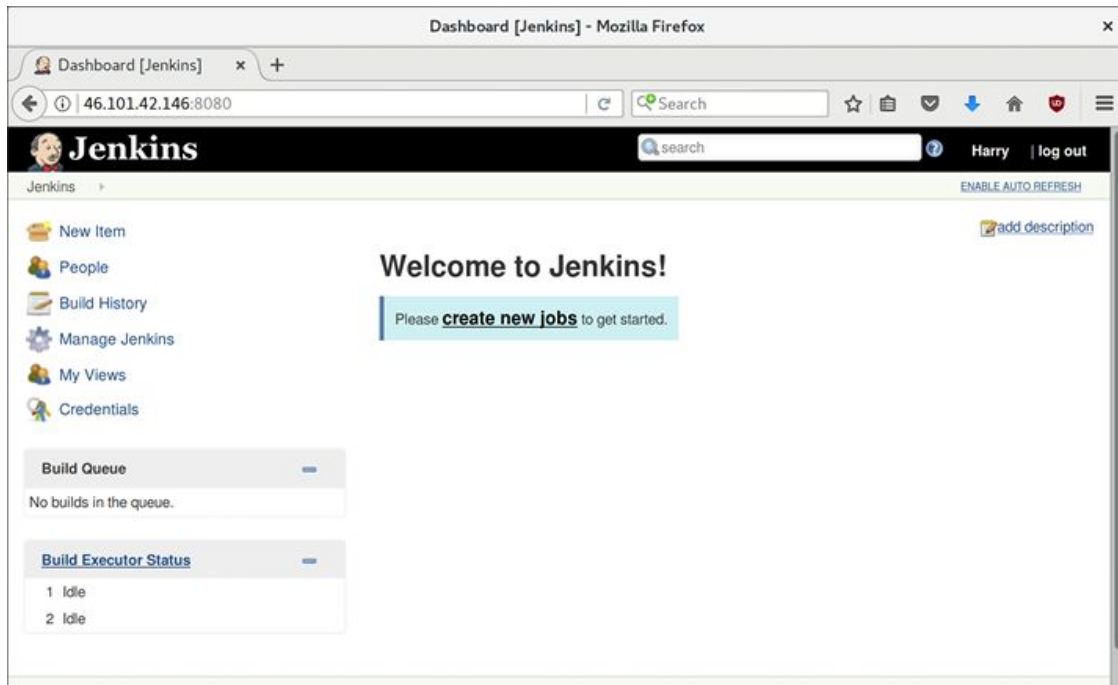 Dashboard [Jenkins] - Mozilla Firefox
Dashboard [Jenkins]
46.101.42.146:8080
Search
Jenkins
search
Harry | log out
Jenkins
ENABLE AUTO REFRESH
add description
New Item
People
Build History
Manage Jenkins
My Views
Credentials
Welcome to Jenkins!
Please create new jobs to get started.
Build Queue
No builds in the queue.
Build Executor Status
1 Idle
2 Idle